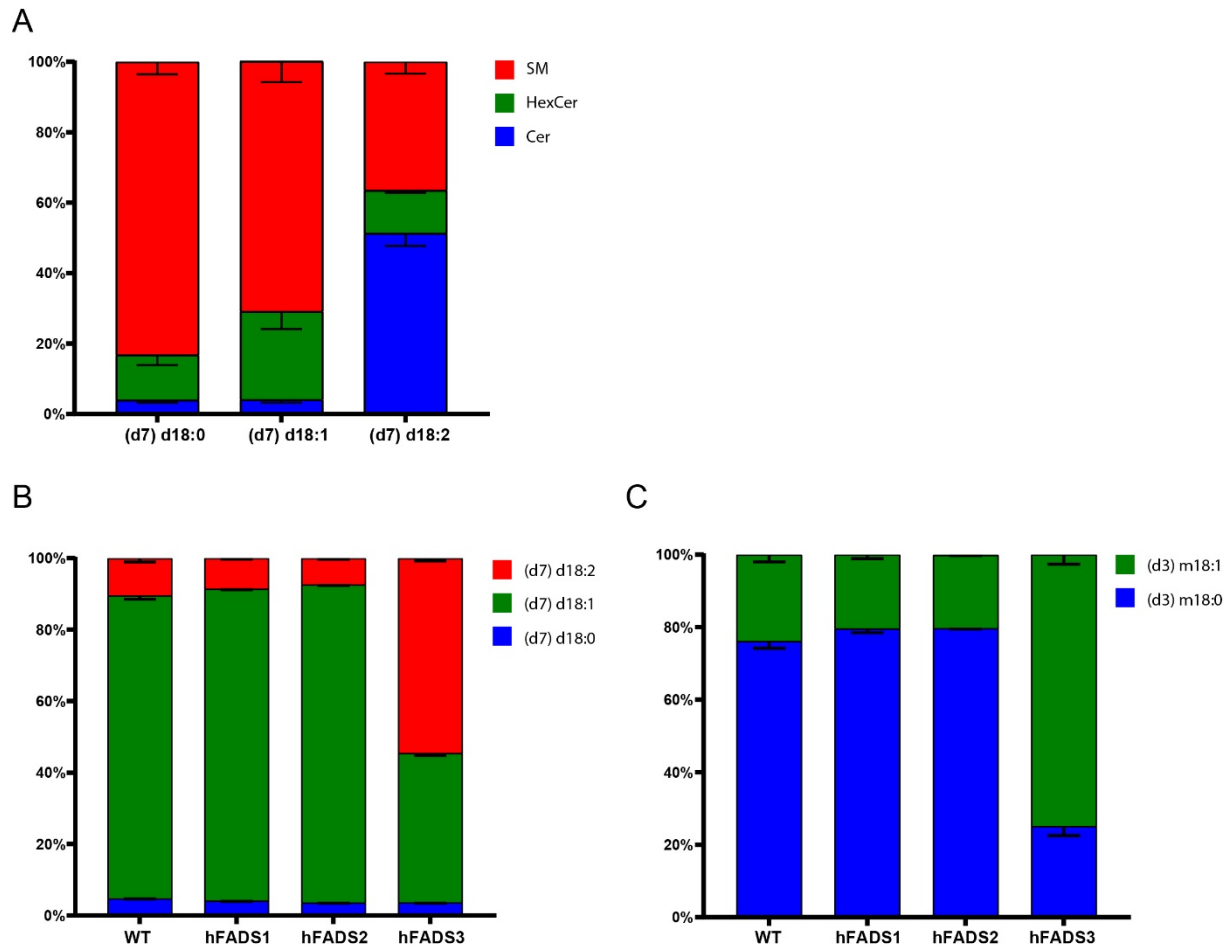 A
100%
80%
60%
40%
20%
0%
(d7) d18:0 (d7) d18:1 (d7) d18:2
SM
HexCer
Cer
B
100%
80%
60%
40%
20%
0%
WT hFADS1 hFADS2 hFADS3
(d7) d18:2
(d7) d18:1
(d7) d18:0
C
100%
80%
60%
40%
20%
0%
WT hFADS1 hFADS2 hFADS3
(d3) m18:1
(d3) m18:0